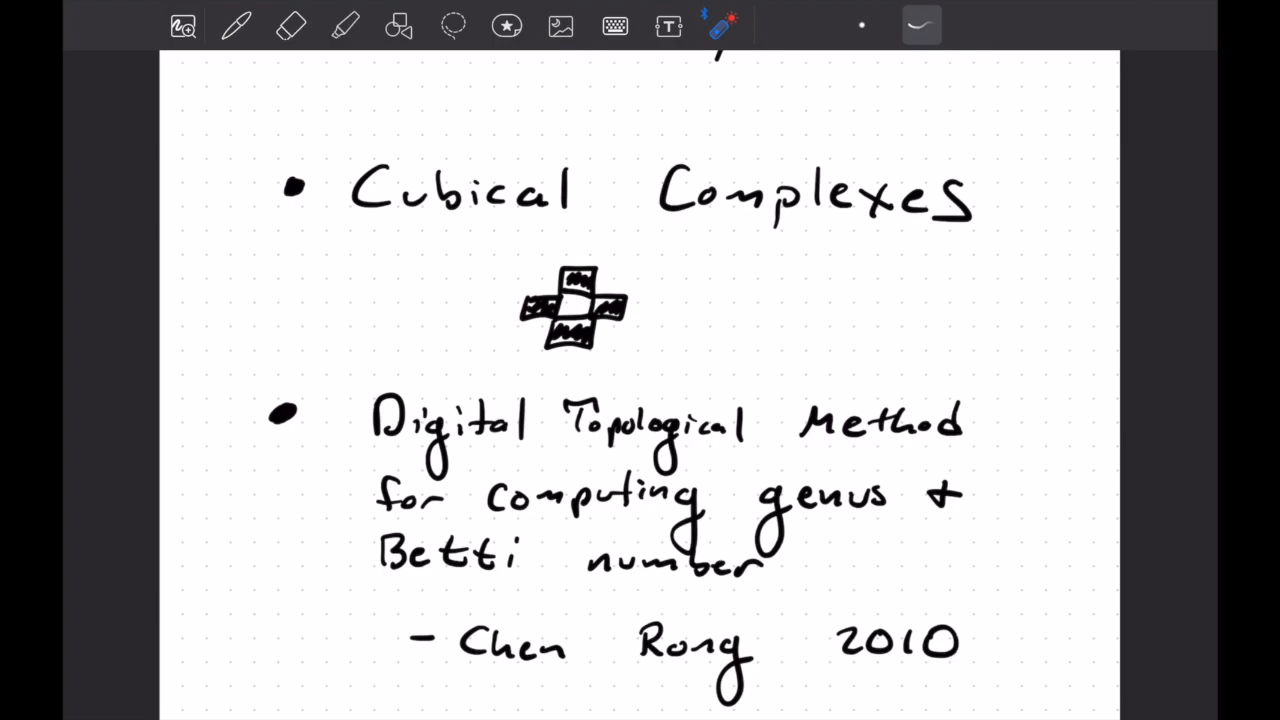 • Cubical Complexes
• Digital Topological Method
for computing genus +
Betti number
- Chen Rong 2010